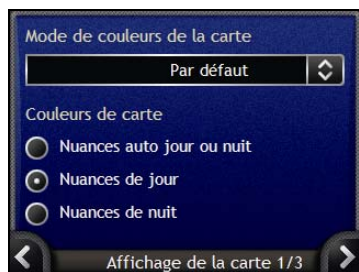 Mode de couleurs de la carte
Par défaut
Couleurs de carte
Nuances auto jour ou nuit
Nuances de jour
Nuances de nuit
Affichage de la carte 1/3